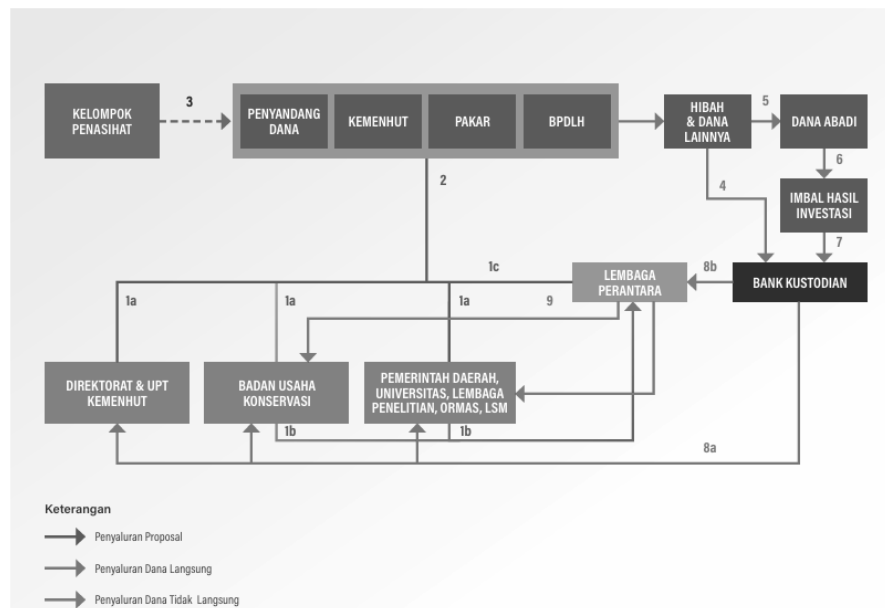 KELOMPOK
PENASIHAT
3
PENYANDANG
DANA
KEMENHUT
PAKAR
BPDLH
HIBAH
& DANA
LAINNYA
5
DANA ABADI
6
2
4
IMBAL HASIL
INVESTASI
7
1c
LEMBAGA
PERANTARA
8b
BANK KUSTODIAN
1a
1a
1a
9
DIREKTORAT & UPT
KEMENHUT
BADAN USAHA
KONSERVASI
PEMERINTAH DAERAH,
UNIVERSITAS, LEMBAGA
PENELITIAN, ORMAS, LSM
1b
1b
8a
Keterangan
Penyaluran Proposal
Penyaluran Dana Langsung
Penyaluran Dana Tidak Langsung